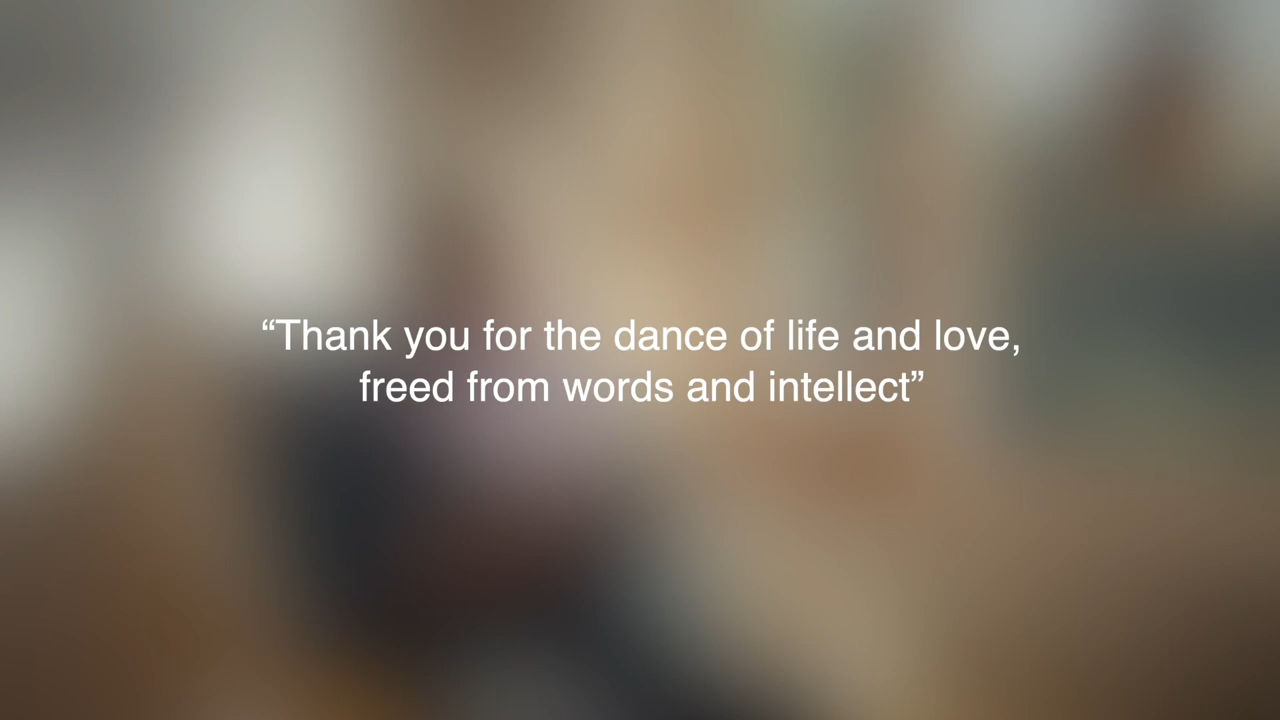 “Thank you for the dance of life and love,
freed from words and intellect”